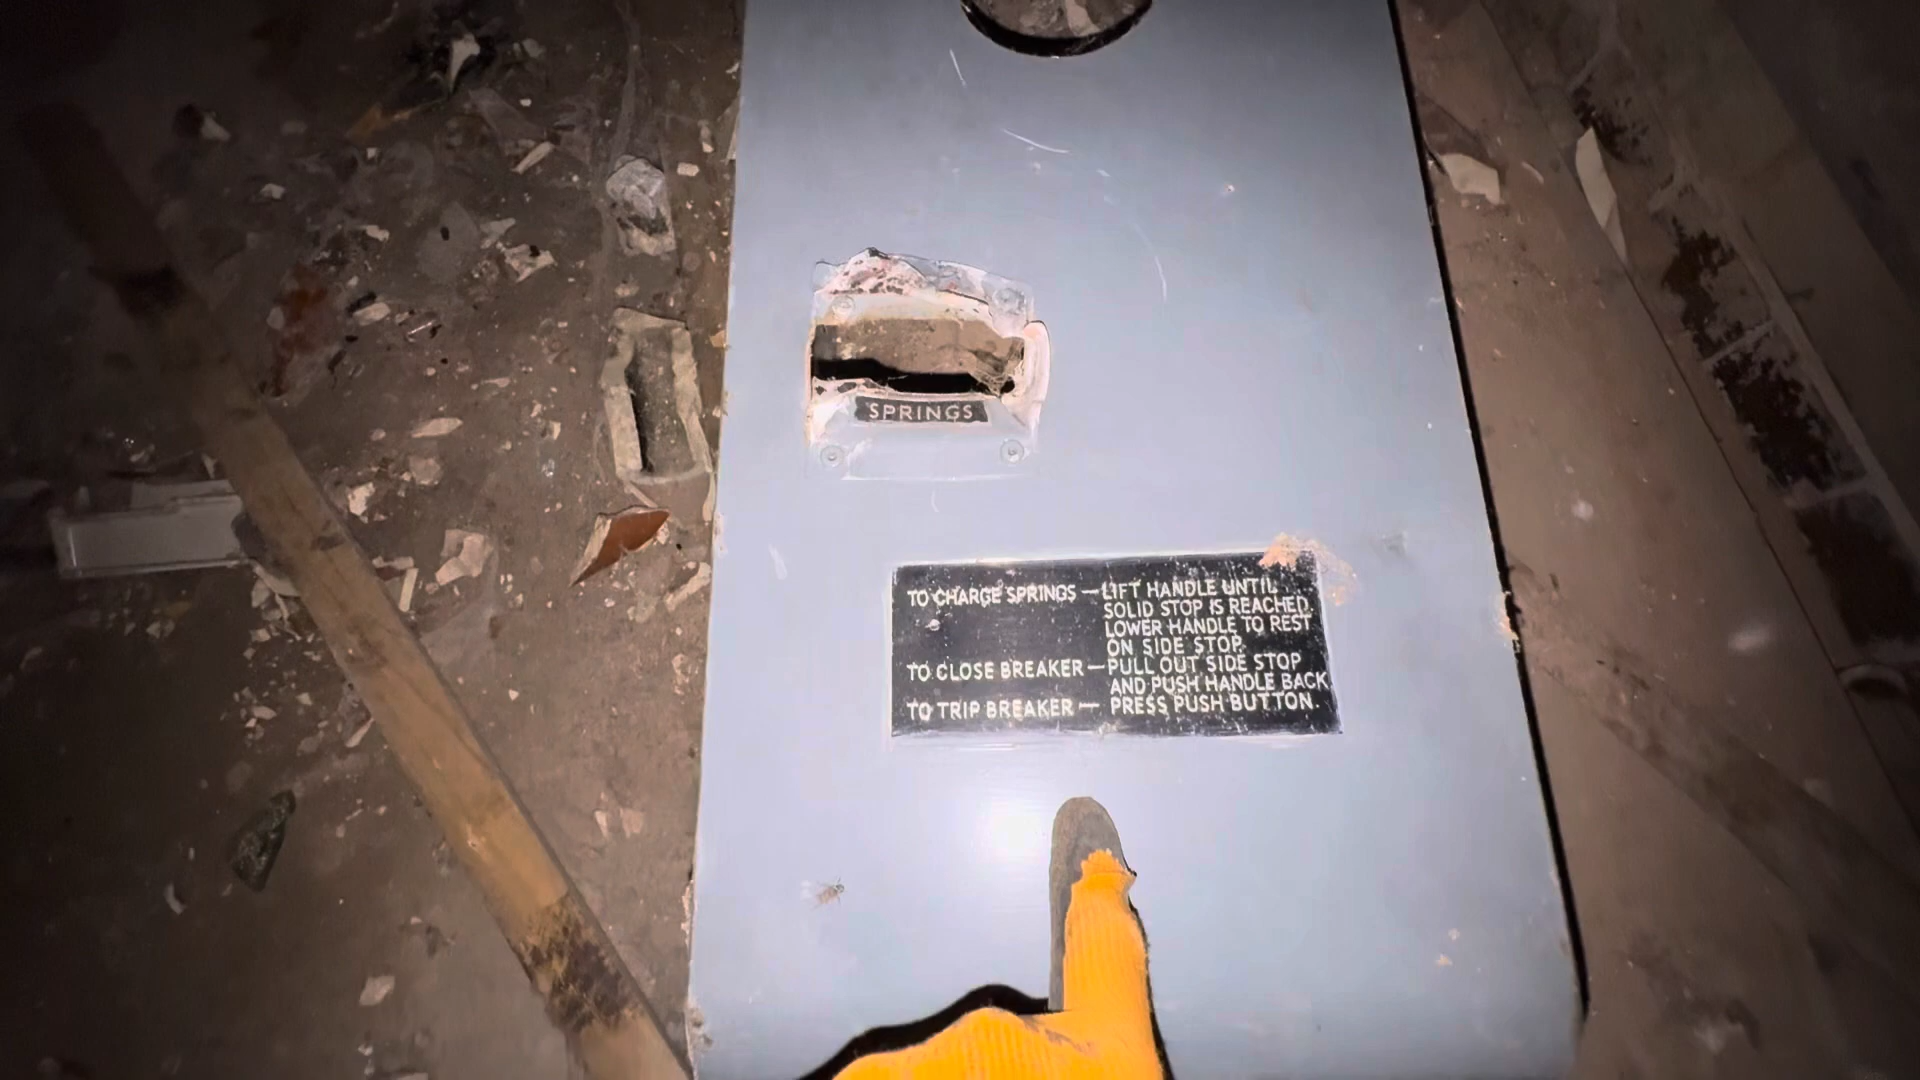 SPRINGS
TO CHARGE SPRINGS — LIFT HANDLE UNTIL
SOLID STOP IS REACHED.
LOWER HANDLE TO REST
ON SIDE STOP.
TO CLOSE BREAKER — PULL OUT SIDE STOP
AND PUSH HANDLE BACK
TO TRIP BREAKER — PRESS PUSH BUTTON.